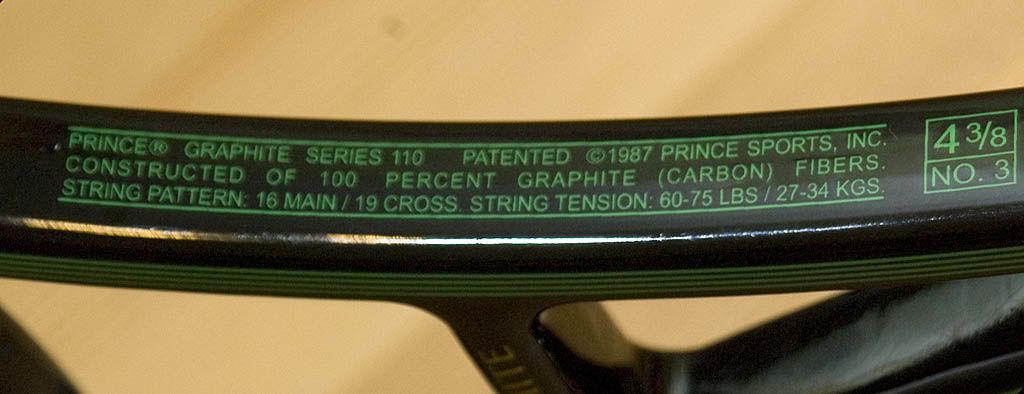 PRINCE® GRAPHITE SERIES 110 PATENTED ©1987 PRINCE SPORTS, INC.
CONSTRUCTED OF 100 PERCENT GRAPHITE (CARBON) FIBERS.
STRING PATTERN: 16 MAIN / 19 CROSS. STRING TENSION: 60-75 LBS / 27-34 KGS.
4 3/8
NO. 3